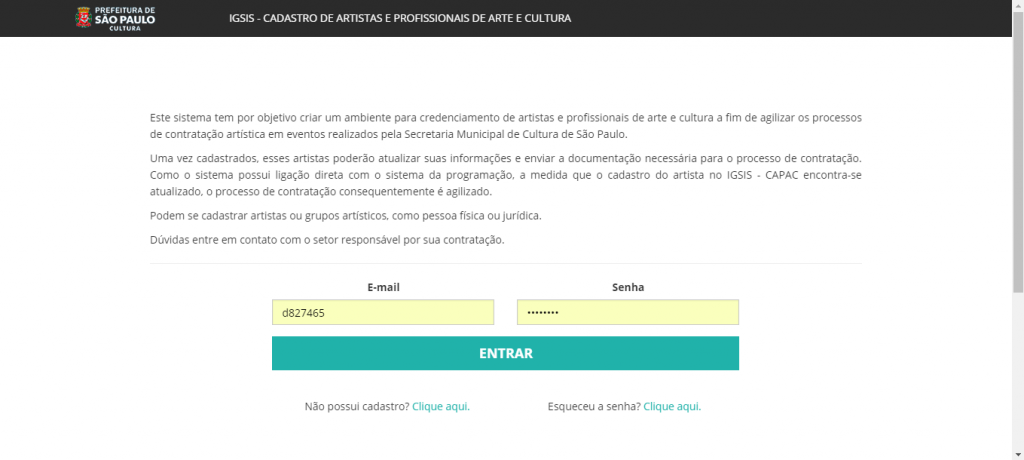 PREFEITURA DE
SÃO PAULO
CULTURA
IGSIS - CADASTRO DE ARTISTAS E PROFISSIONAIS DE ARTE E CULTURA
Este sistema tem por objetivo criar um ambiente para credenciamento de artistas e profissionais de arte e cultura a fim de agilizar os processos
de contratação artística em eventos realizados pela Secretaria Municipal de Cultura de São Paulo.
Uma vez cadastrados, esses artistas poderão atualizar suas informações e enviar a documentação necessária para o processo de contratação.
Como o sistema possui ligação direta com o sistema da programação, a medida que o cadastro do artista no IGSIS - CAPAC encontra-se
atualizado, o processo de contratação consequentemente é agilizado.
Podem se cadastrar artistas ou grupos artísticos, como pessoa física ou jurídica.
Dúvidas entre em contato com o setor responsável por sua contratação.
E-mail Senha
d827465 ••••••••
ENTRAR
Não possui cadastro? Clique aqui. Esqueceu a senha? Clique aqui.